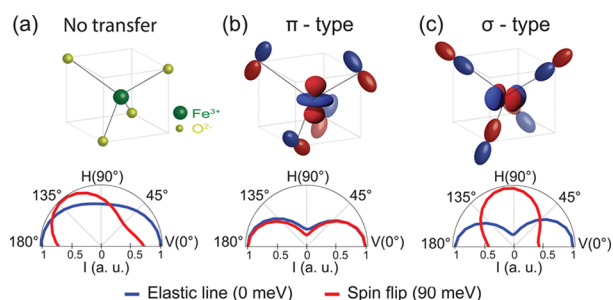 (a) No transfer
(b) π - type
(c) σ - type
Fe³⁺
O²⁻
H(90°)
135°
45°
180°
V(0°)
1 0.5 0 0.5 1
I (a. u.)
H(90°)
135°
45°
180°
V(0°)
1 0.5 0 0.5 1
I (a. u.)
H(90°)
135°
45°
180°
V(0°)
1 0.5 0 0.5 1
I (a. u.)
Elastic line (0 meV) Spin flip (90 meV)